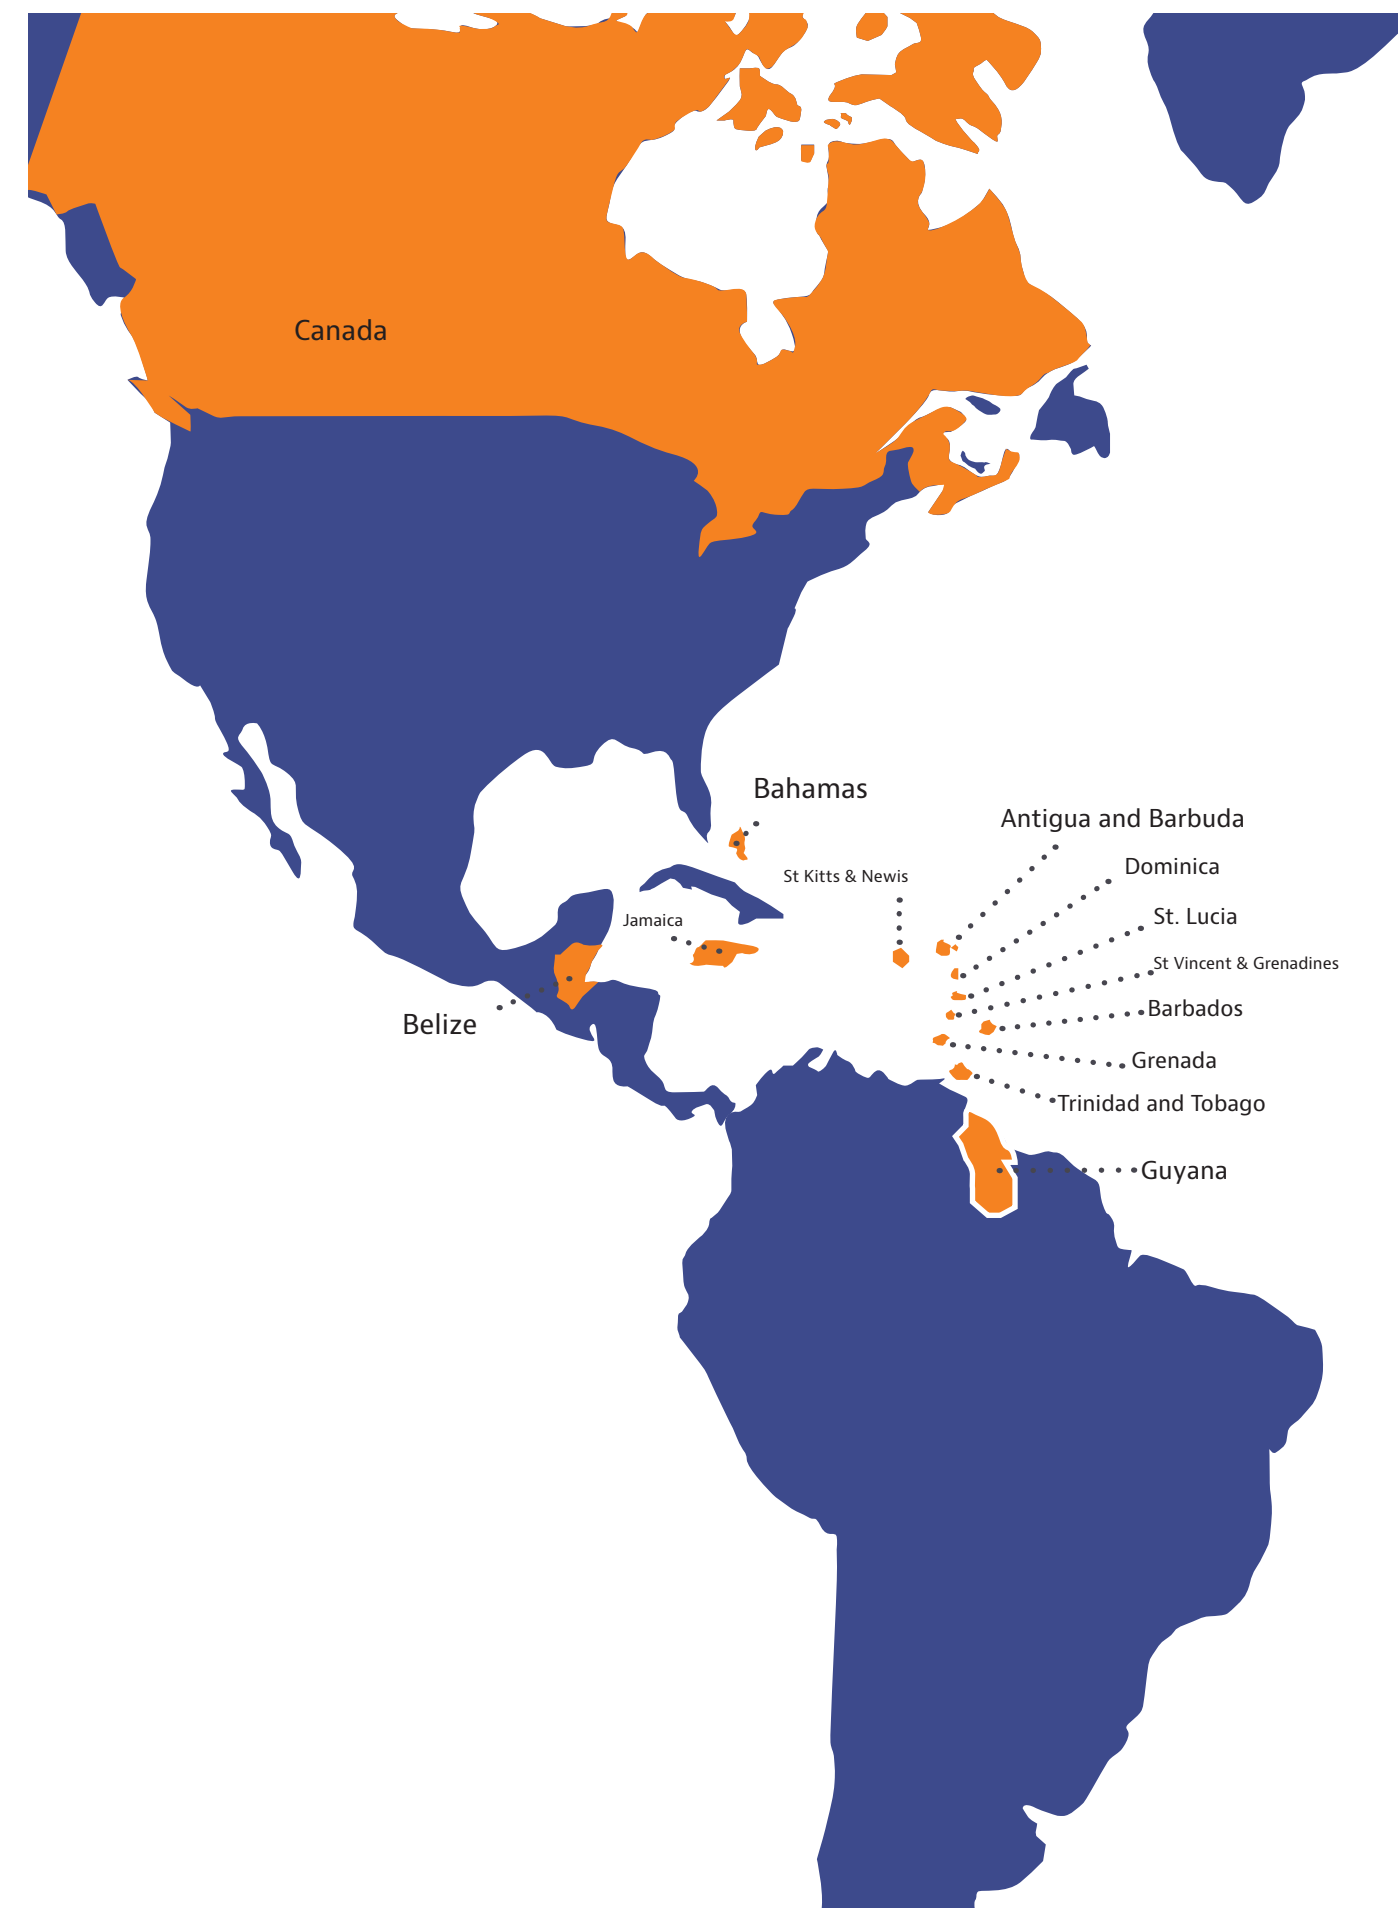 Canada
Bahamas
Antigua and Barbuda
Dominica
St Kitts & Newis
St. Lucia
Jamaica
St Vincent & Grenadines
Barbados
Belize
Grenada
Trinidad and Tobago
Guyana